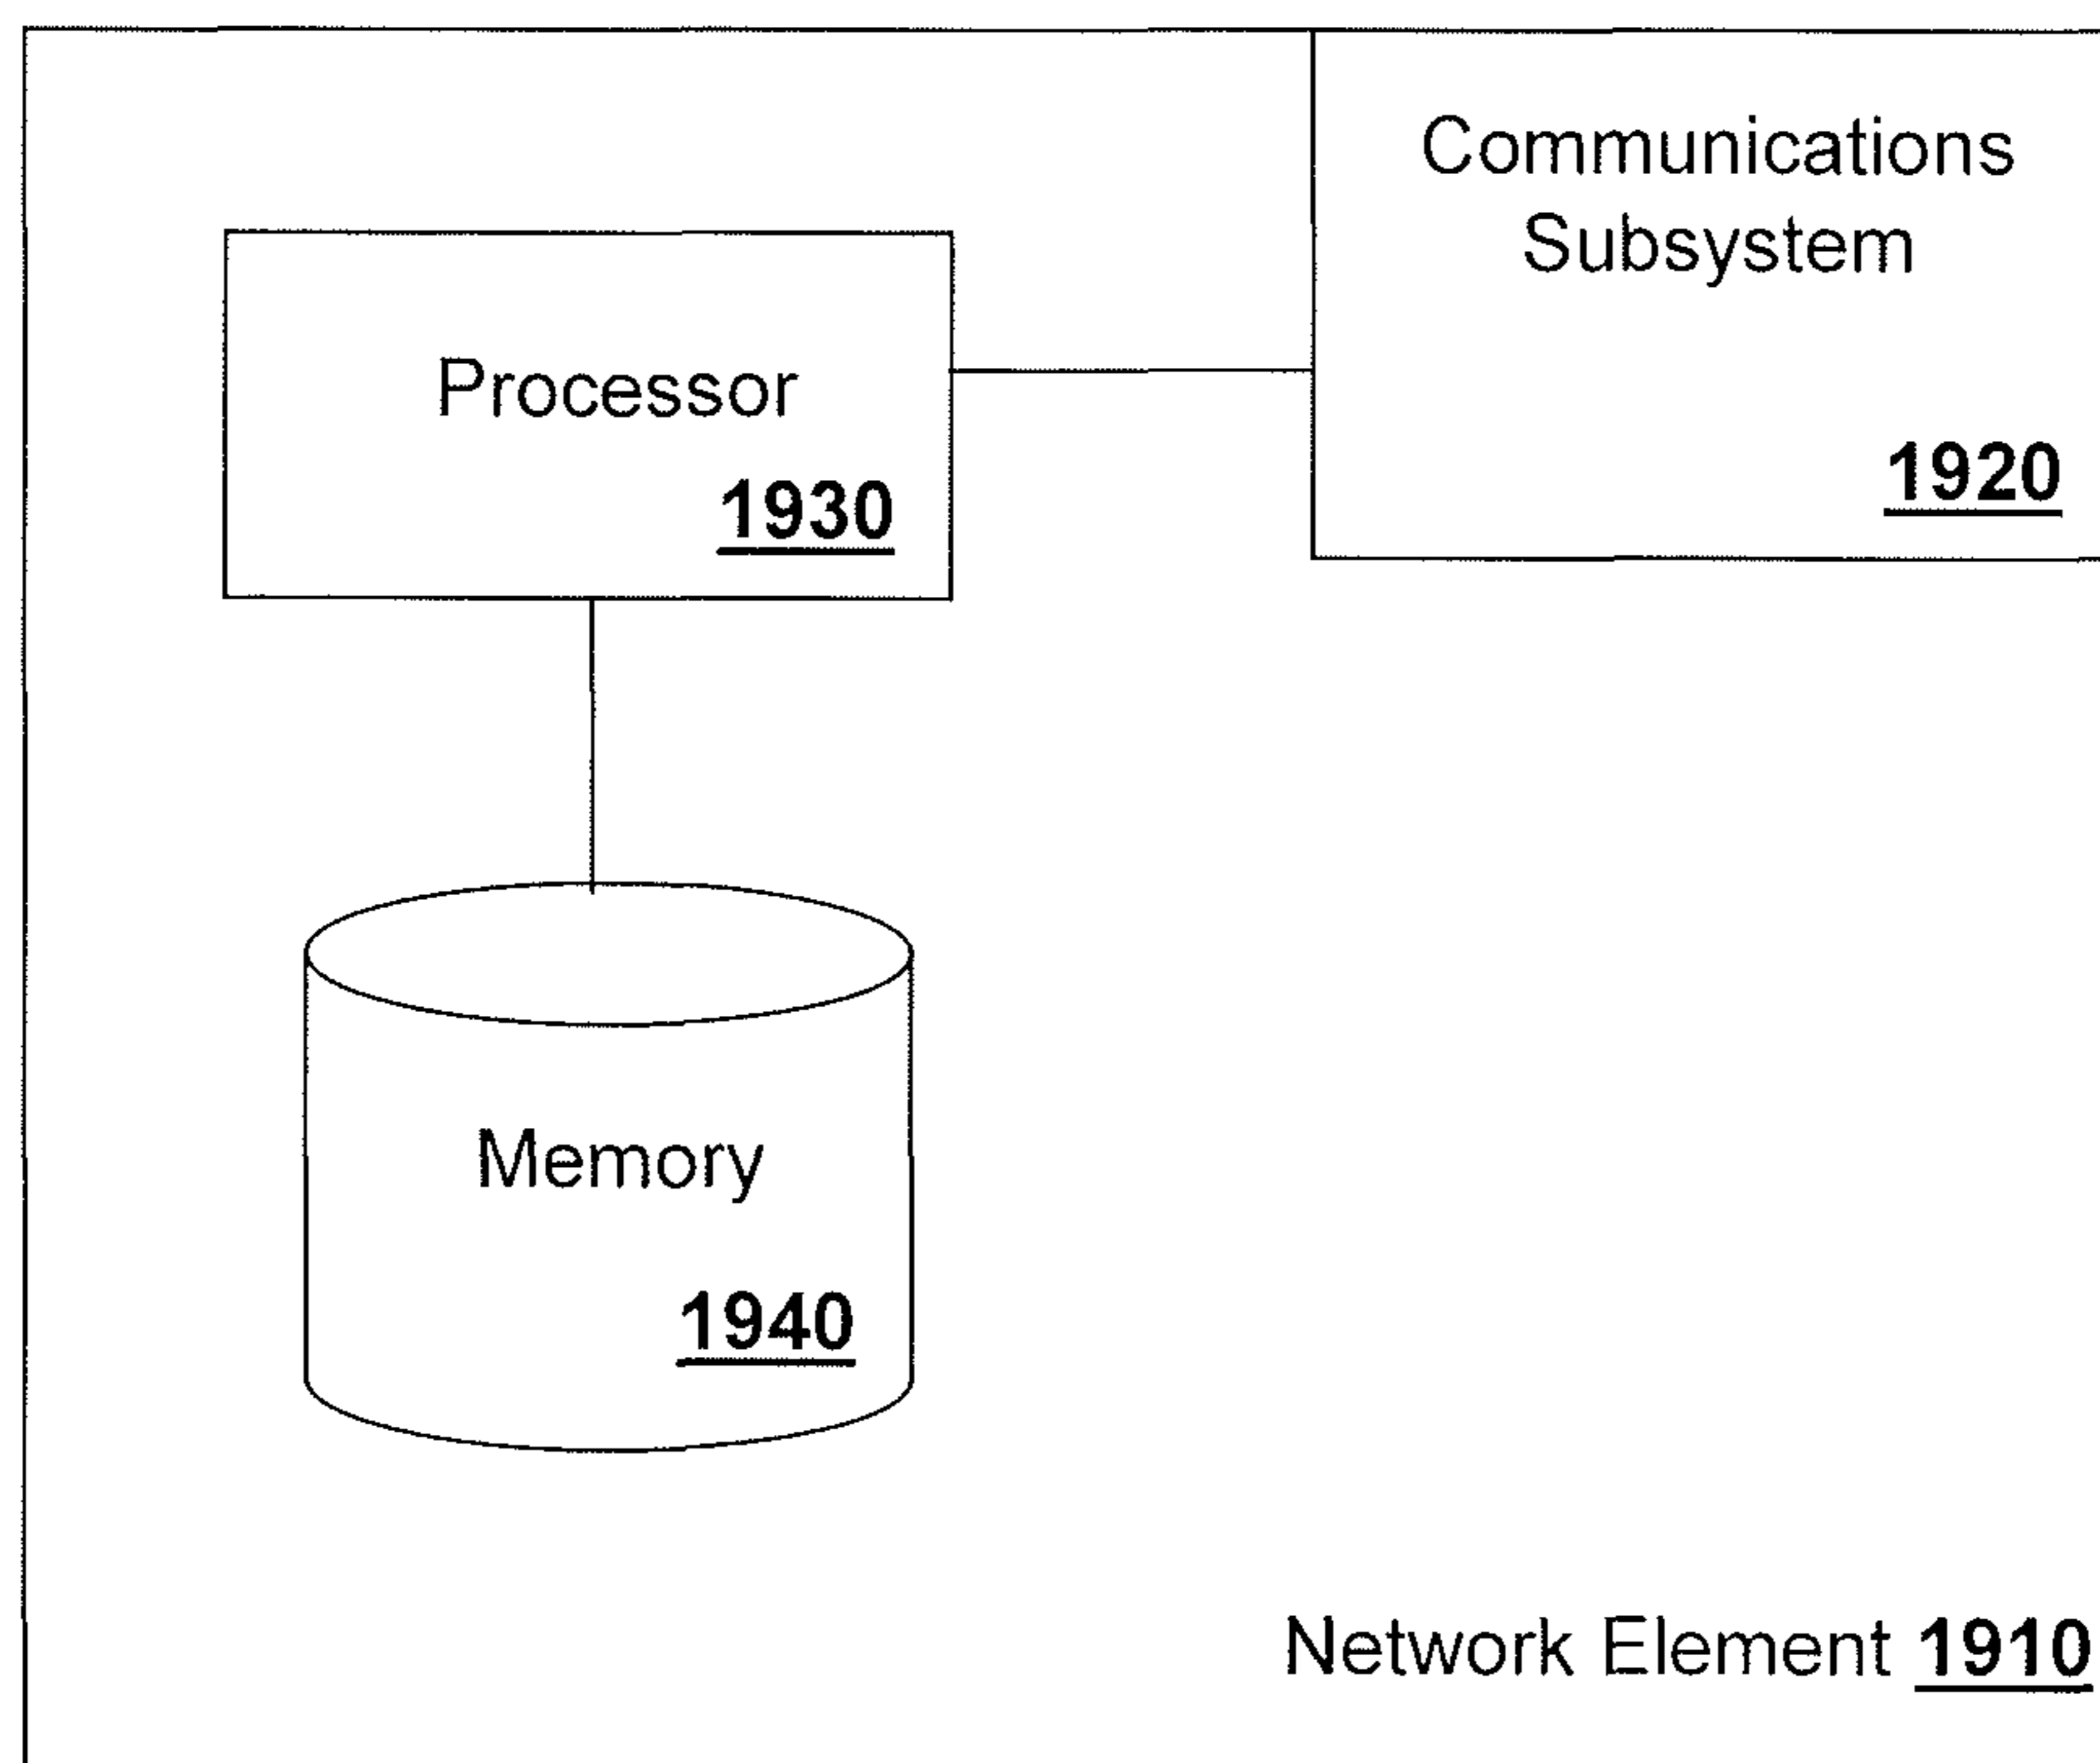 Communications
Subsystem
1920
Processor
1930
Memory
1940
Network Element 1910